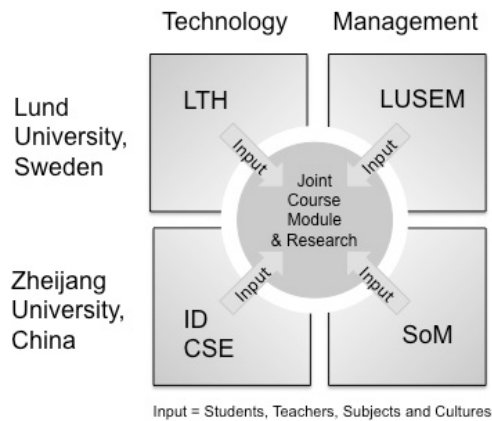 Technology Management
Lund
University,
Sweden
LTH
LUSEM
Input
Input
Joint
Course
Module
& Research
Zheijang
University,
China
Input
Input
ID
CSE
SoM
Input = Students, Teachers, Subjects and Cultures